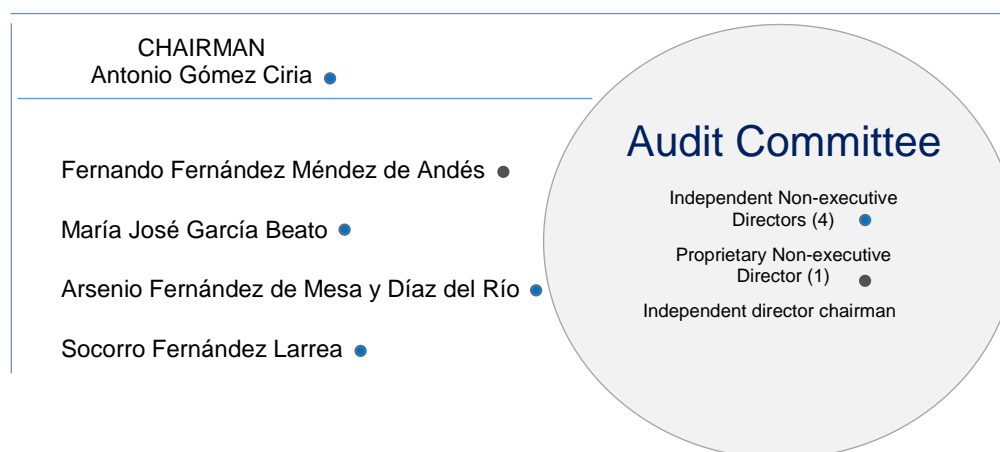 CHAIRMAN
Antonio Gómez Ciria
Fernando Fernández Méndez de Andés
María José García Beato
Arsenio Fernández de Mesa y Díaz del Río
Socorro Fernández Larrea
Audit Committee
Independent Non-executive
Directors (4)
Proprietary Non-executive
Director (1)
Independent director chairman